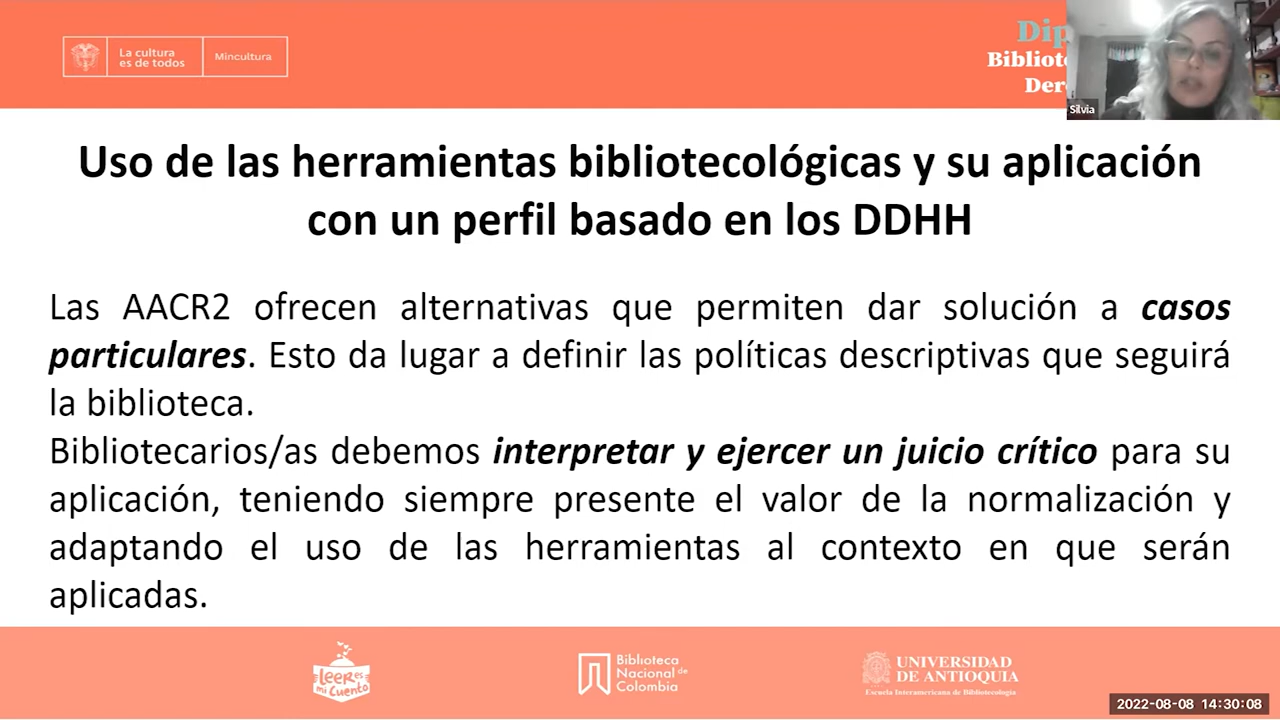 La cultura
es de todos
Mincultura
Silvia
Uso de las herramientas bibliotecológicas y su aplicación
con un perfil basado en los DDHH
Las AACR2 ofrecen alternativas que permiten dar solución a casos
particulares. Esto da lugar a definir las políticas descriptivas que seguirá
la biblioteca.
Bibliotecarios/as debemos interpretar y ejercer un juicio crítico para su
aplicación, teniendo siempre presente el valor de la normalización y
adaptando el uso de las herramientas al contexto en que serán
aplicadas.
Leer es
mi cuento
Biblioteca
Nacional de
Colombia
UNIVERSIDAD
DE ANTIOQUIA
Escuela Interamericana de Bibliotecología
2022-08-08 14:30:08